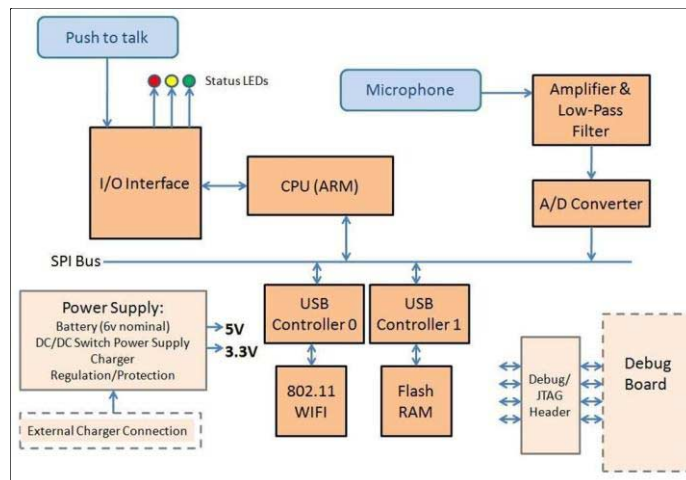 Push to talk
Status LEDs
Microphone
Amplifier &
Low-Pass
Filter
I/O Interface
CPU (ARM)
A/D Converter
SPI Bus
Power Supply:
Battery (6v nominal)
DC/DC Switch Power Supply
Charger
Regulation/Protection
5V
3.3V
USB
Controller 0
USB
Controller 1
802.11
WIFI
Flash
RAM
External Charger Connection
Debug/
JTAG
Header
Debug
Board